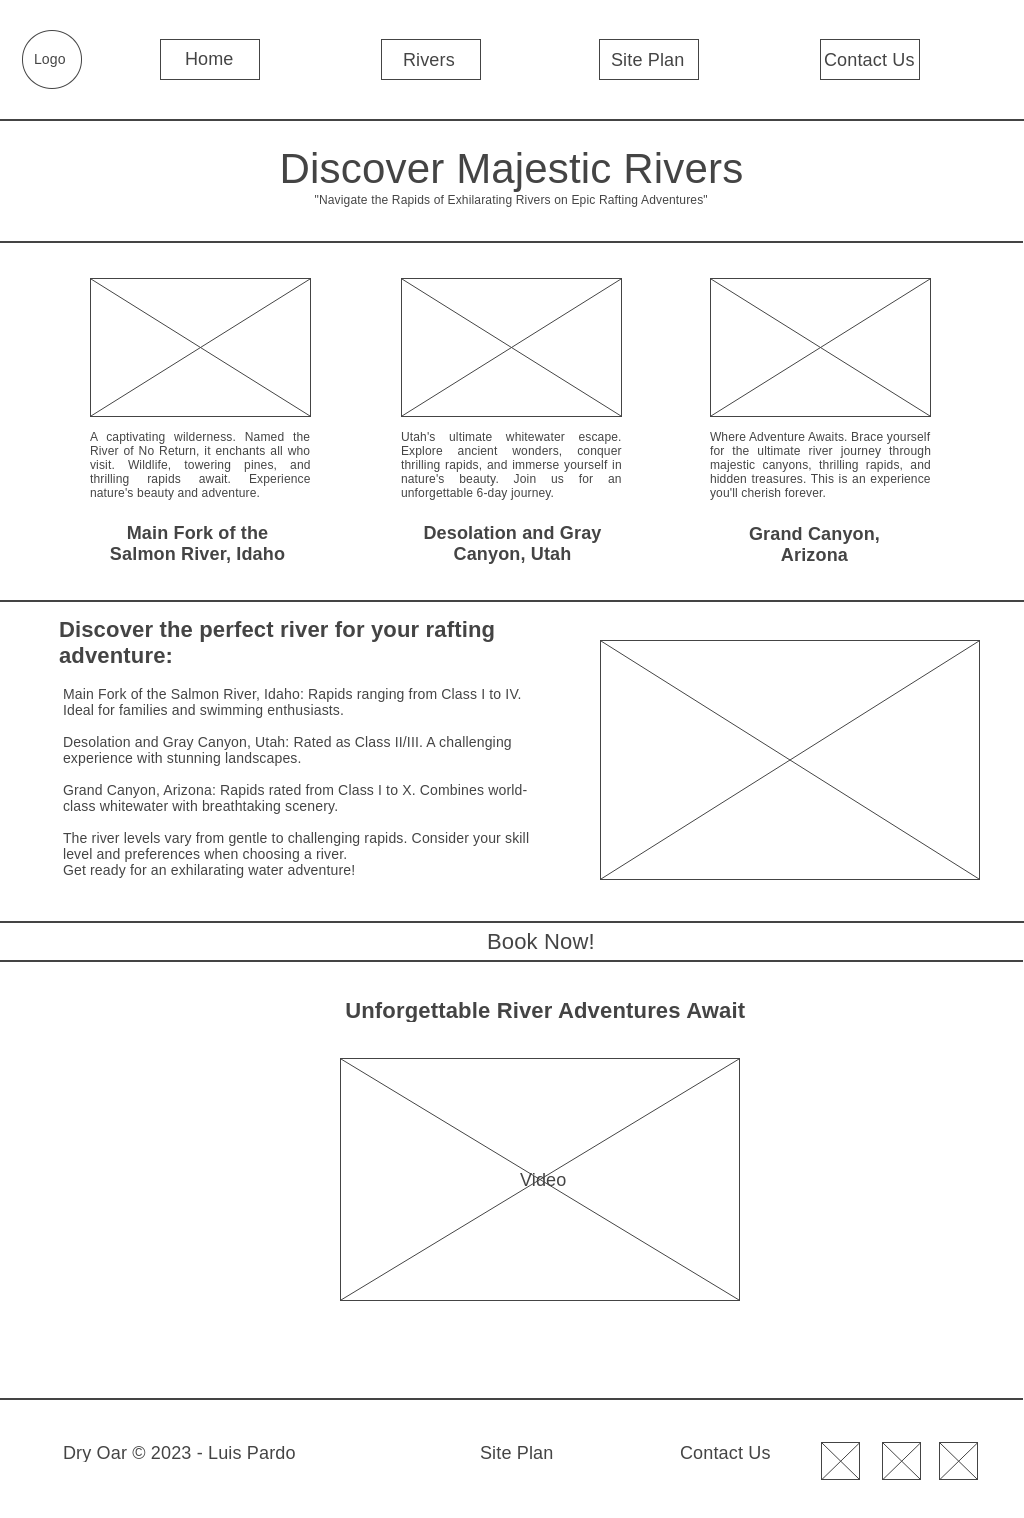 Logo
Home
Rivers
Site Plan
Contact Us
Discover Majestic Rivers
"Navigate the Rapids of Exhilarating Rivers on Epic Rafting Adventures"
A captivating wilderness. Named the
River of No Return, it enchants all who
visit. Wildlife, towering pines, and
thrilling rapids await. Experience
nature's beauty and adventure.
Main Fork of the
Salmon River, Idaho
Utah's ultimate whitewater escape.
Explore ancient wonders, conquer
thrilling rapids, and immerse yourself in
nature's beauty. Join us for an
unforgettable 6-day journey.
Desolation and Gray
Canyon, Utah
Where Adventure Awaits. Brace yourself
for the ultimate river journey through
majestic canyons, thrilling rapids, and
hidden treasures. This is an experience
you'll cherish forever.
Grand Canyon,
Arizona
Discover the perfect river for your rafting
adventure:
Main Fork of the Salmon River, Idaho: Rapids ranging from Class I to IV.
Ideal for families and swimming enthusiasts.
Desolation and Gray Canyon, Utah: Rated as Class II/III. A challenging
experience with stunning landscapes.
Grand Canyon, Arizona: Rapids rated from Class I to X. Combines world-
class whitewater with breathtaking scenery.
The river levels vary from gentle to challenging rapids. Consider your skill
level and preferences when choosing a river.
Get ready for an exhilarating water adventure!
Book Now!
Unforgettable River Adventures Await
Video
Dry Oar © 2023 - Luis Pardo
Site Plan
Contact Us